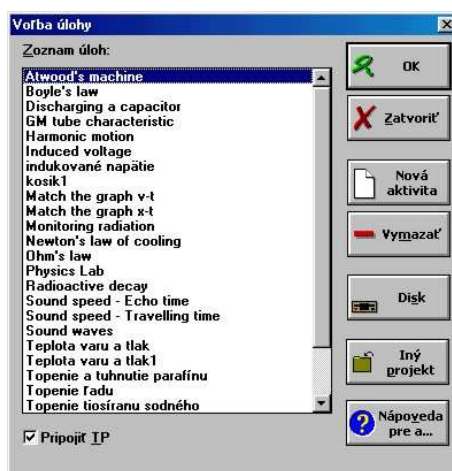 Voľba úlohy
Zoznam úloh:
Atwood's machine
Boyle's law
Discharging a capacitor
GM tube characteristic
Harmonic motion
Induced voltage
indukované napätie
kosik1
Match the graph v-t
Match the graph x-t
Monitoring radiation
Newton's law of cooling
Ohm's law
Physics Lab
Radioactive decay
Sound speed - Echo time
Sound speed - Travelling time
Sound waves
Teplota varu a tlak
Teplota varu a tlak1
Topenie a tuhnutie parafínu
Topenie ľadu
Topenie tiosíranu sodného
Pripojiť TP
OK
Zatvoriť
Nová
aktivita
Vymazať
Disk
Iný
projekt
Nápoveda
pre a...